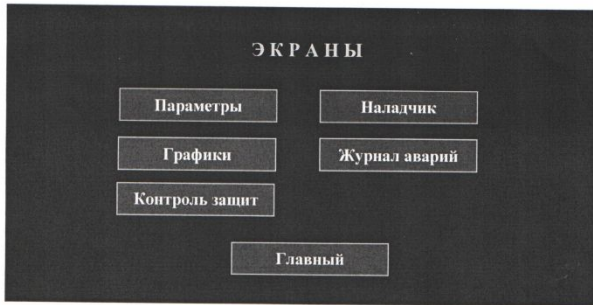 ЭКРАНЫ
Параметры
Наладчик
Графики
Журнал аварий
Контроль защит
Главный